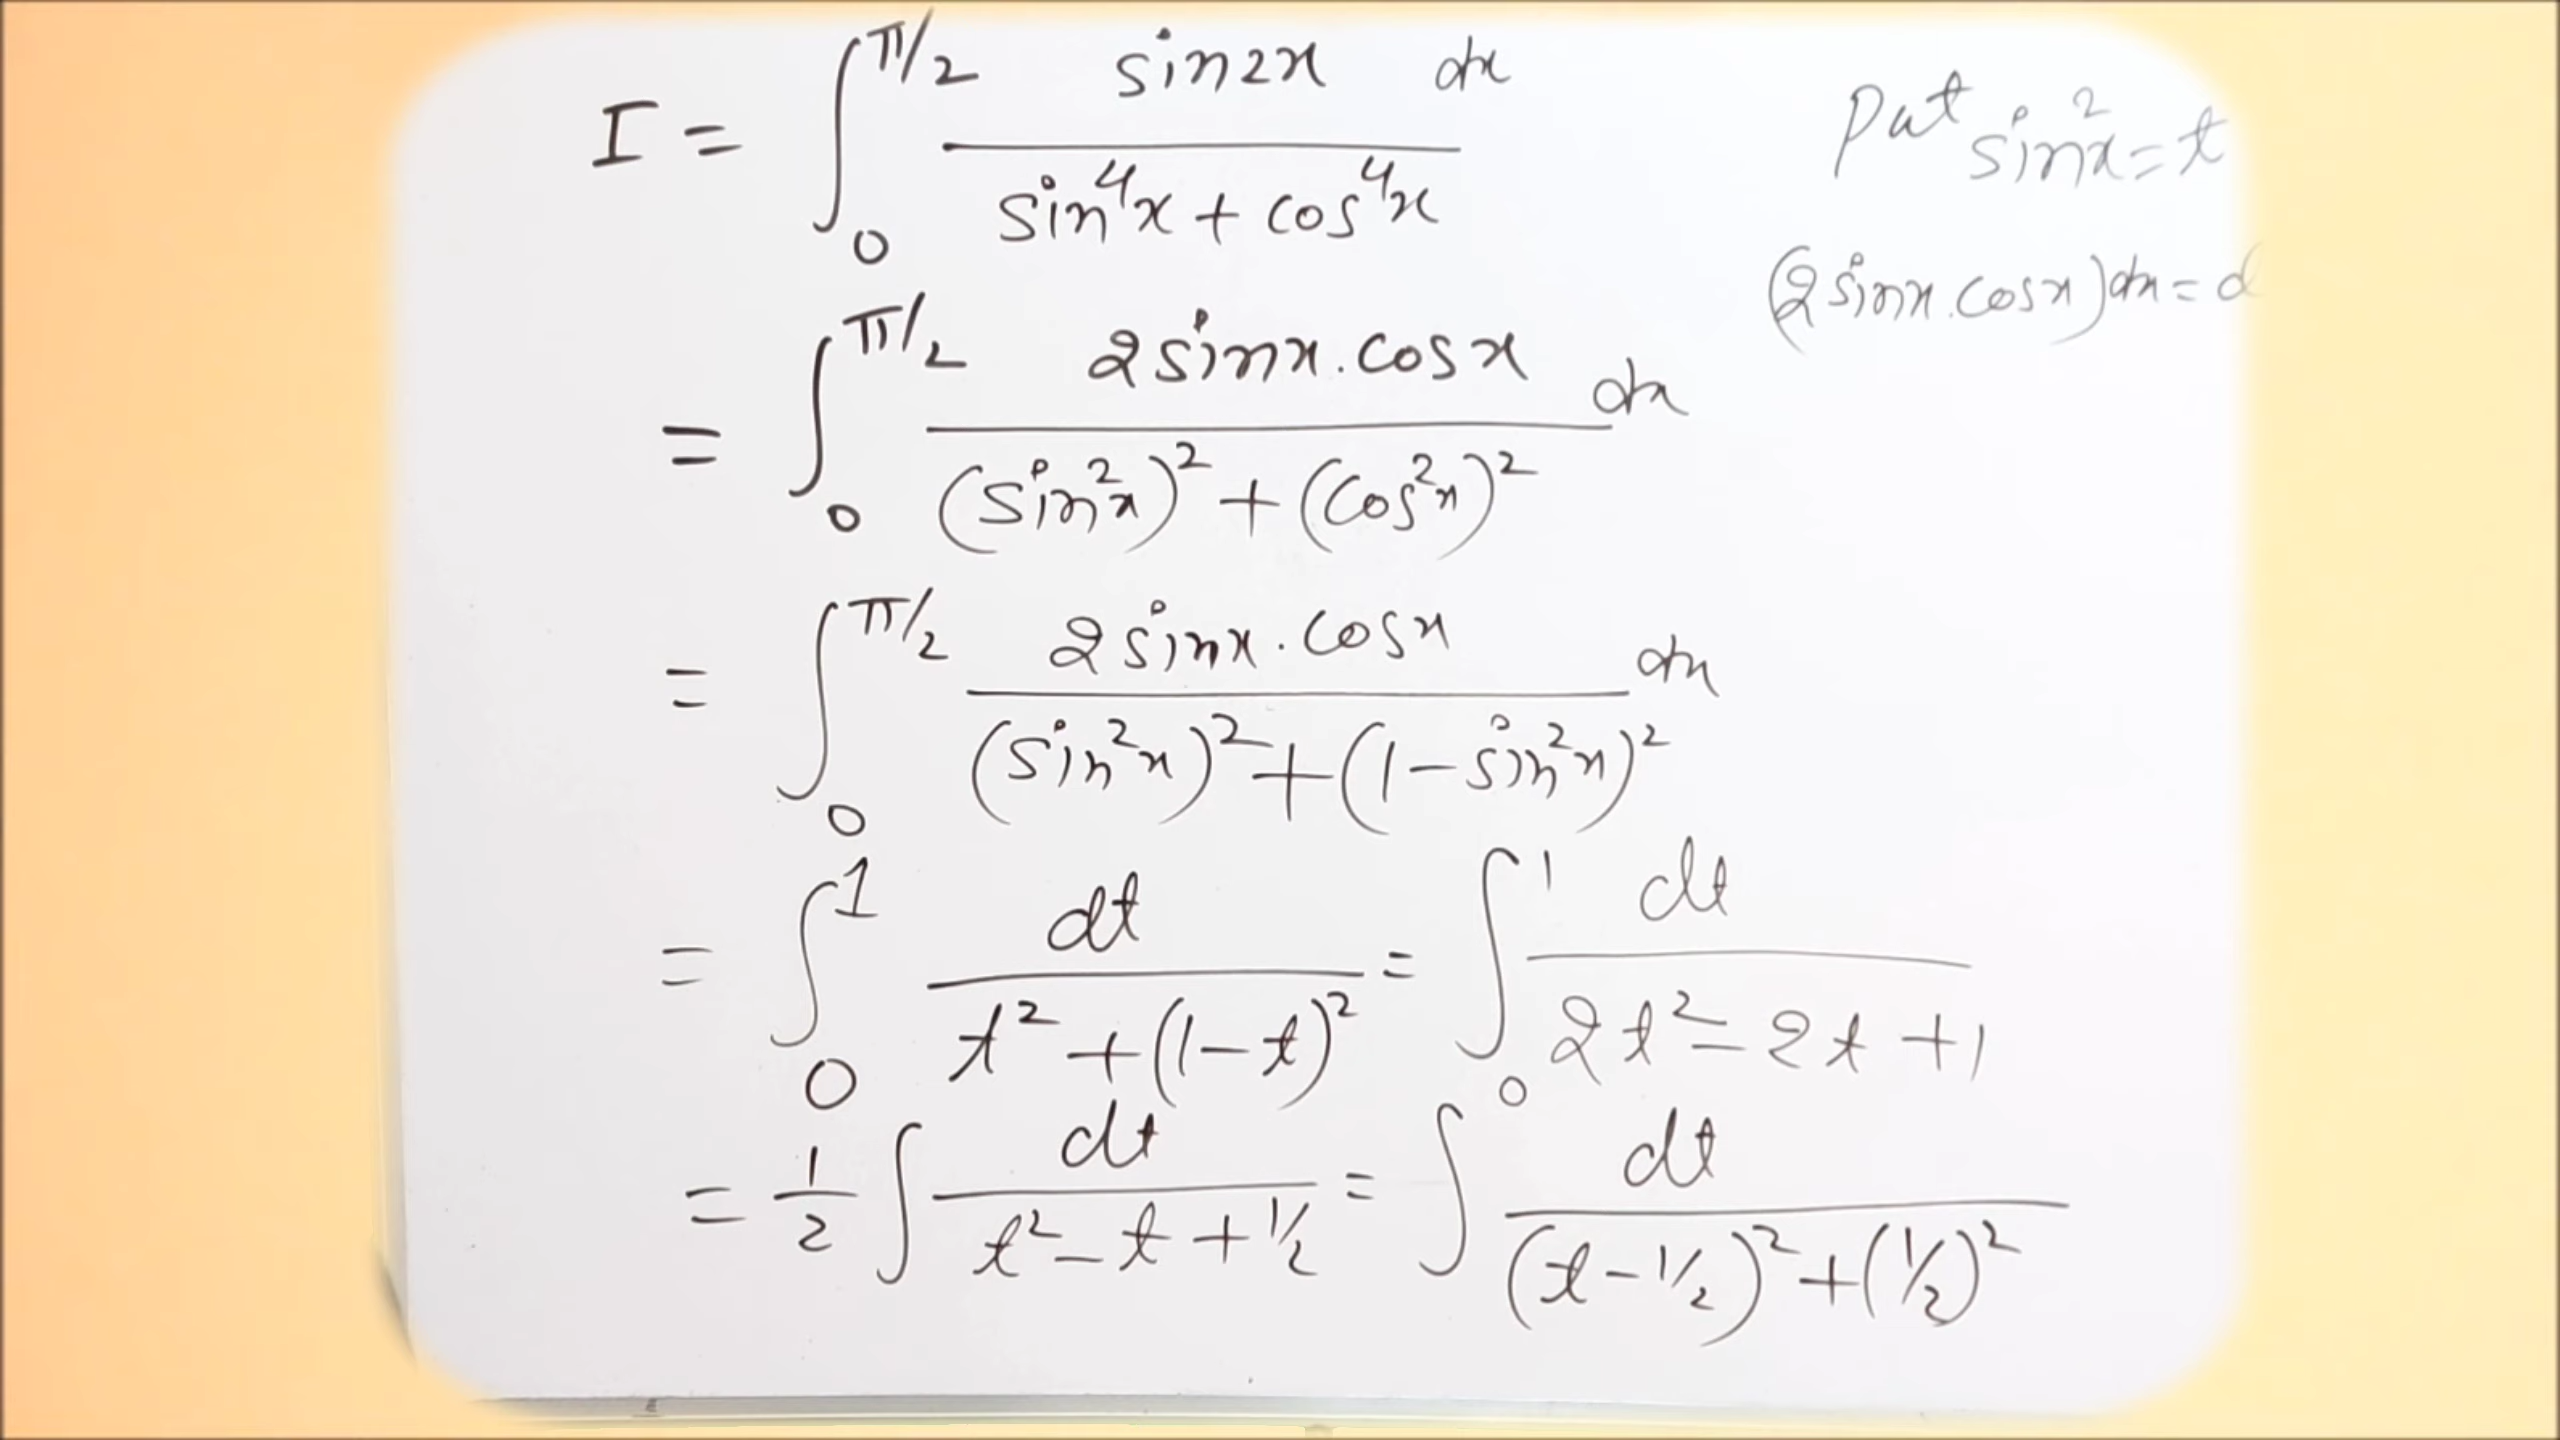 I = ∫₀^π/2 sin2x dx / sin⁴x + cos⁴x
Put sin²x = t
(2sinx.cosx)dx = d
= ∫₀^π/2 2sinx.cosx / (sin²x)² + (cos²x)² dx
= ∫₀^π/2 2sinx.cosx / (sin²x)² + (1-sin²x)² dx
= ∫₀^1 dt / t² + (1-t)² = ∫₀^1 dt / 2t² - 2t + 1
= 1/2 ∫ dt / t² - t + 1/2 = ∫ dt / (t - 1/2)² + (1/2)²